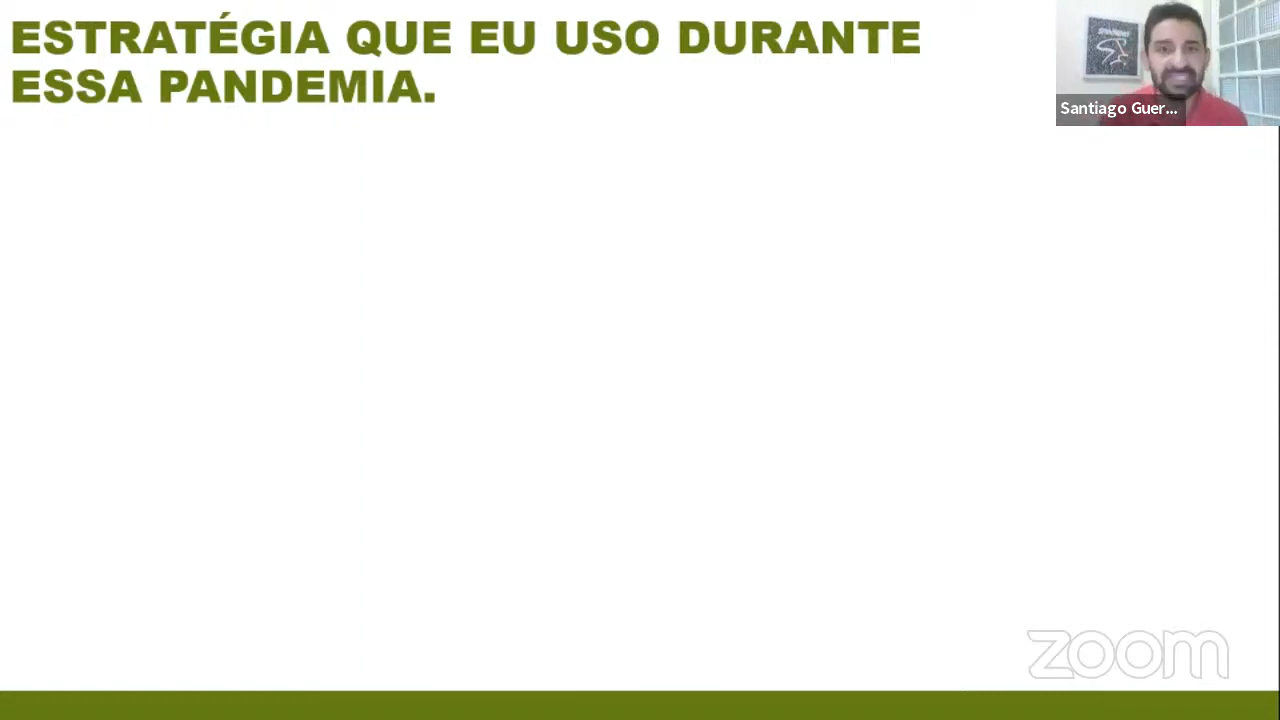 ESTRATÉGIA QUE EU USO DURANTE
ESSA PANDEMIA.
Santiago Guer...
zoom